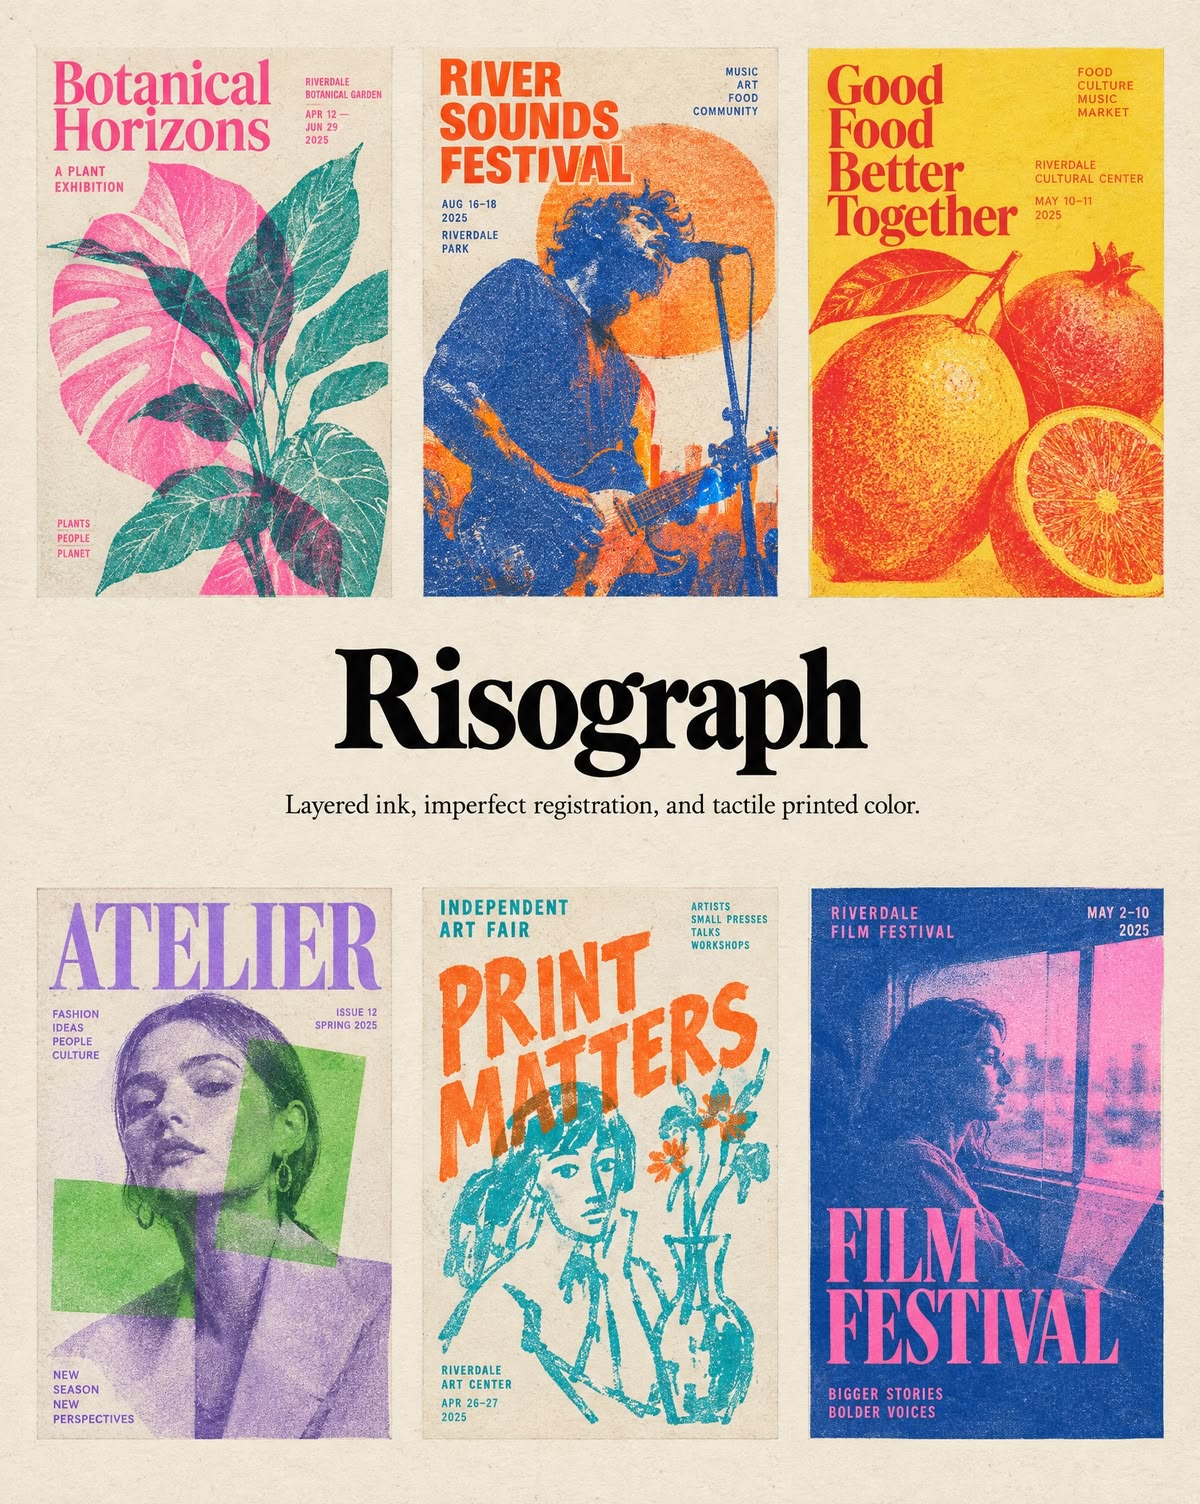 Botanical
Horizons
RIVERDALE
BOTANICAL GARDEN
APR 12 —
JUN 29
2025
A PLANT
EXHIBITION
PLANTS
PEOPLE
PLANET
RIVER
SOUNDS
FESTIVAL
MUSIC
ART
FOOD
COMMUNITY
AUG 16–18
2025
RIVERDALE
PARK
Good
Food
Better
Together
FOOD
CULTURE
MUSIC
MARKET
RIVERDALE
CULTURAL CENTER
MAY 10–11
2025
Risograph
Layered ink, imperfect registration, and tactile printed color.
ATELIER
FASHION
IDEAS
PEOPLE
CULTURE
ISSUE 12
SPRING 2025
NEW
SEASON
NEW
PERSPECTIVES
INDEPENDENT
ART FAIR
ARTISTS
SMALL PRESSES
TALKS
WORKSHOPS
PRINT
MATTERS
RIVERDALE
ART CENTER
APR 26–27
2025
RIVERDALE
FILM FESTIVAL
MAY 2–10
2025
FILM
FESTIVAL
BIGGER STORIES
BOLDER VOICES